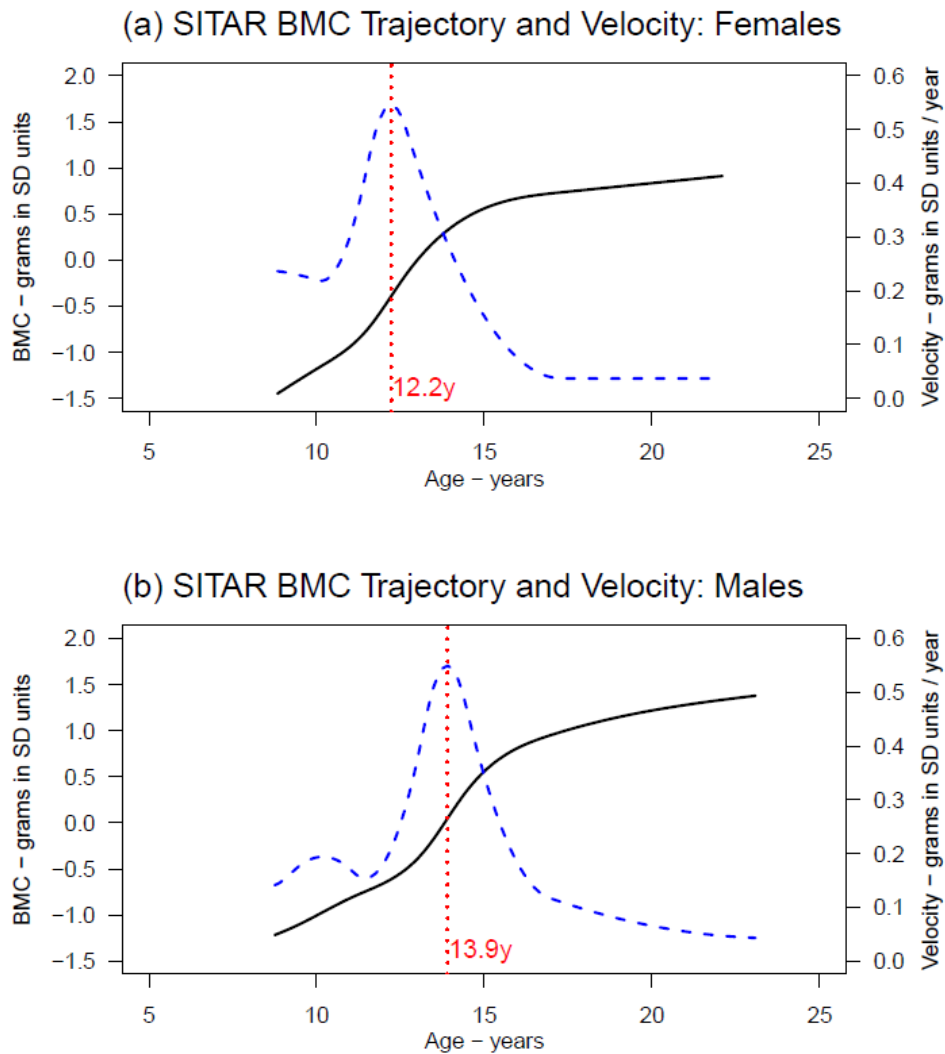 (a) SITAR BMC Trajectory and Velocity: Females
BMC − grams in SD units
2.0
1.5
1.0
0.5
0.0
−0.5
−1.0
−1.5
0.6
0.5
0.4
0.3
0.2
0.1
0.0
Velocity − grams in SD units / year
12.2y
5 10 15 20 25
Age − years
(b) SITAR BMC Trajectory and Velocity: Males
BMC − grams in SD units
2.0
1.5
1.0
0.5
0.0
−0.5
−1.0
−1.5
0.6
0.5
0.4
0.3
0.2
0.1
0.0
Velocity − grams in SD units / year
13.9y
5 10 15 20 25
Age − years